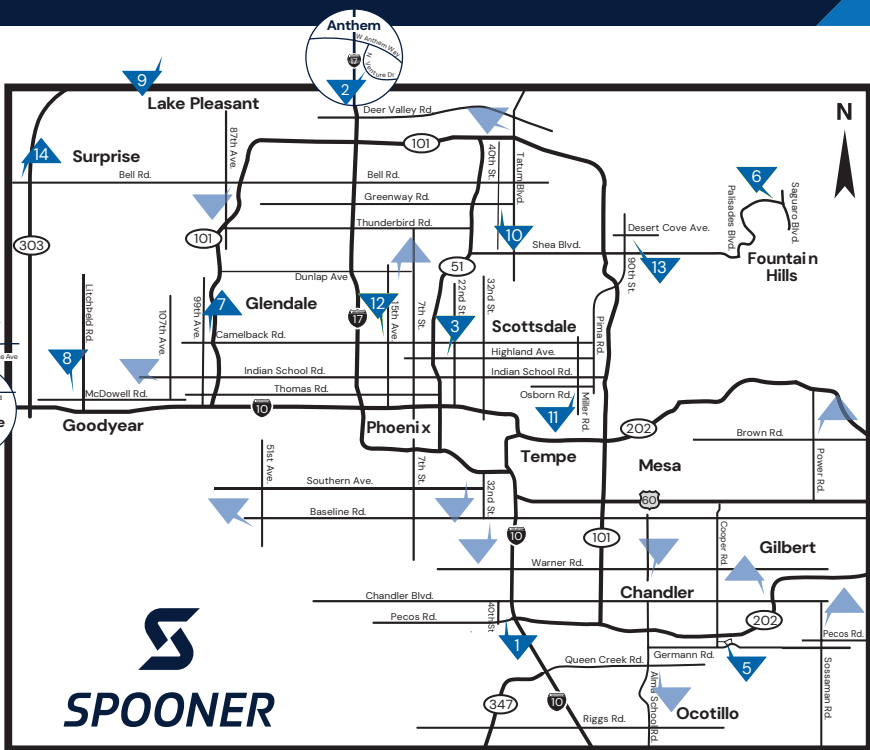 Anthem
W Anthem Way
17
N Venture Dr
9
2
Lake Pleasant
Deer Valley Rd.
N
87th Ave.
101
40th St.
Tatum Blvd.
14
Surprise
Bell Rd.
Bell Rd.
6
Greenway Rd.
Palisades Blvd.
Saguaro Blvd.
Thunderbird Rd.
10
Desert Cove Ave.
303
101
Shea Blvd.
51
13
Fountain
Hills
90th St.
Dunlap Ave
Litchfield Rd.
107th Ave.
99th Ave.
7
Glendale
17
12
15th Ave.
7th St.
22nd St.
32nd St.
3
Scottsdale
Pima Rd.
Camelback Rd.
8
Highland Ave.
Indian School Rd.
Indian School Rd.
Thomas Rd.
McDowell Rd.
Osborn Rd.
Miller Rd.
10
11
Goodyear
Phoenix
202
Brown Rd.
Tempe
Mesa
Power Rd.
51st Ave.
7th St.
32nd St.
Southern Ave.
60
Baseline Rd.
10
101
Cooper Rd.
Gilbert
Warner Rd.
Chandler
Chandler Blvd.
40th St
Pecos Rd.
202
Pecos Rd.
1
Germann Rd.
5
Queen Creek Rd.
Alma School Rd.
Sossaman Rd.
347
10
Ocotillo
Riggs Rd.
SPOONER